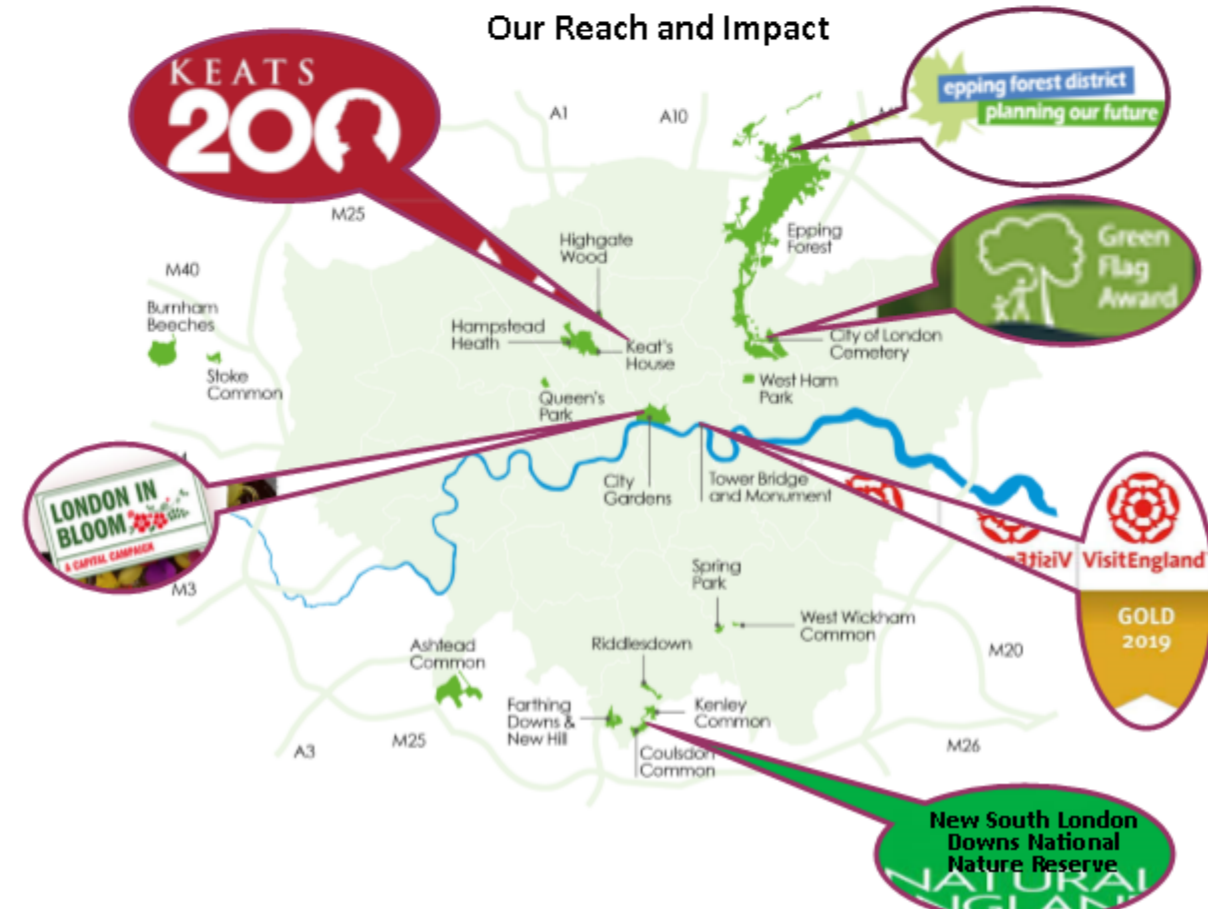 Our Reach and Impact
KEATS
200
epping forest district
planning our future
A1
A10
M25
Green
Flag
Award
Highgate
Wood
Epping
Forest
M40
Burnham
Beeches
Hampstead
Heath
Keat's
House
City of London
Cemetery
Stoke
Common
Queen's
Park
West Ham
Park
LONDON IN
BLOOM
A CAPITAL CAMPAIGN
City
Gardens
Tower Bridge
and Monument
VisitEngland
GOLD
2019
M3
Spring
Park
West Wickham
Common
M20
Ashtead
Common
Riddlesdown
Farthing
Downs &
New Hill
Kenley
Common
Coulsdon
Common
A3
M25
M26
New South London
Downs National
Nature Reserve
NATURAL
ENGLAND